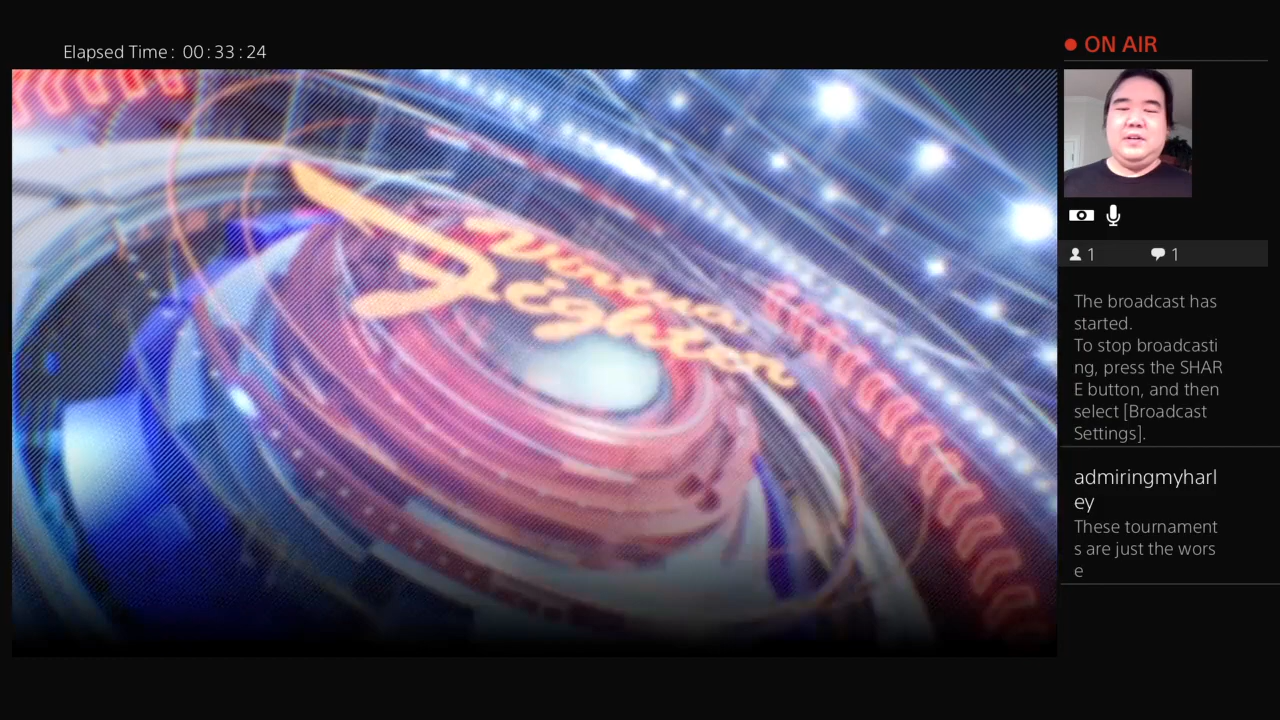 Elapsed Time: 00:33:24
ON AIR
Virtua
Fighter
1 1
The broadcast has
started.
To stop broadcasti
ng, press the SHAR
E button, and then
select [Broadcast
Settings].
admiringmyharl
ey
These tournament
s are just the wors
e